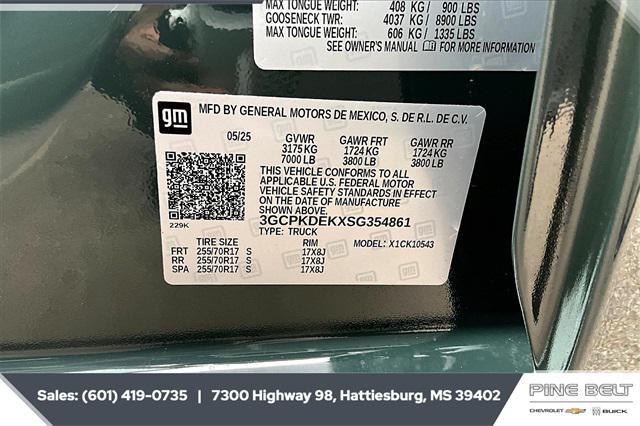 MAX TONGUE WEIGHT: 408 KG / 900 LBS
GOOSENECK TWR: 4037 KG / 8900 LBS
MAX TONGUE WEIGHT: 606 KG / 1335 LBS
SEE OWNER'S MANUAL FOR MORE INFORMATION
gm MFD BY GENERAL MOTORS DE MEXICO, S. DE R.L. DE C.V.
05/25 GVWR GAWR FRT GAWR RR
3175 KG 1724 KG 1724 KG
7000 LB 3800 LB 3800 LB
THIS VEHICLE CONFORMS TO ALL
APPLICABLE U.S. FEDERAL MOTOR
VEHICLE SAFETY STANDARDS IN EFFECT
ON THE DATE OF MANUFACTURE
SHOWN ABOVE.
229K 3GCPKDEKXSG354861
TYPE: TRUCK
TIRE SIZE RIM MODEL: X1CK10543
FRT 255/70R17 S 17X8J
RR 255/70R17 S 17X8J
SPA 255/70R17 S 17X8J
Sales: (601) 419-0735 | 7300 Highway 98, Hattiesburg, MS 39402
PINE BELT
CHEVROLET BUICK